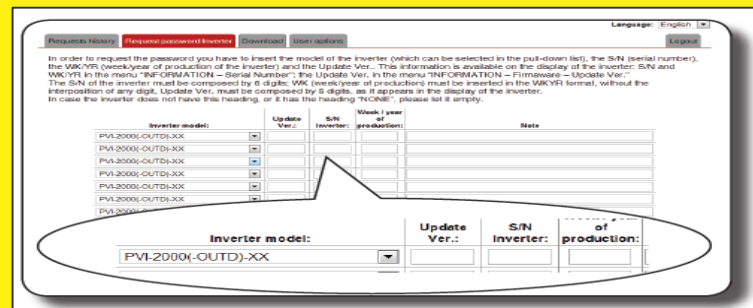 Language: English
Requests History Request password Inverter Download User options Logout
In order to request the password you have to insert the model of the inverter (which can be selected in the pull-down list), the S/N (serial number),
the WK/YR (week/year of production of the inverter) and the Update Ver.. This information is available on the display of the inverter: S/N and
WK/YR in the menu "INFORMATION – Serial Number"; the Update Ver. in the menu "INFORMATION – Firmware – Update Ver."
The S/N of the inverter must be composed by 6 digits; WK (week/year of production) must be inserted in the WKYR format, without the
interposition of any digit, Update Ver. must be composed by 5 digits, as it appears in the display of the inverter.
In case the inverter does not have this heading, or it has the heading "NONE", please let it empty.
Inverter model: Update Ver.: S/N Inverter: Week / year of production: Note
PVI-2000(-OUTD)-XX
PVI-2000(-OUTD)-XX
PVI-2000(-OUTD)-XX
PVI-2000(-OUTD)-XX
PVI-2000(-OUTD)-XX
PVI-2000(-OUTD)-XX
PVI-2000(-OUTD)-XX
Inverter model: Update Ver.: S/N Inverter: of production:
PVI-2000(-OUTD)-XX